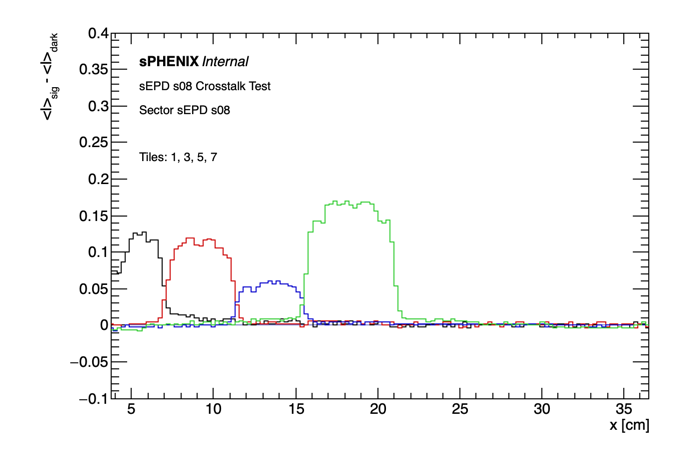 0.4
<I>sig - <I>dark
sPHENIX Internal
0.35
sEPD s08 Crosstalk Test
0.3
Sector sEPD s08
0.25
Tiles: 1, 3, 5, 7
0.2
0.15
0.1
0.05
0
−0.05
−0.1
5 10 15 20 25 30 35
x [cm]